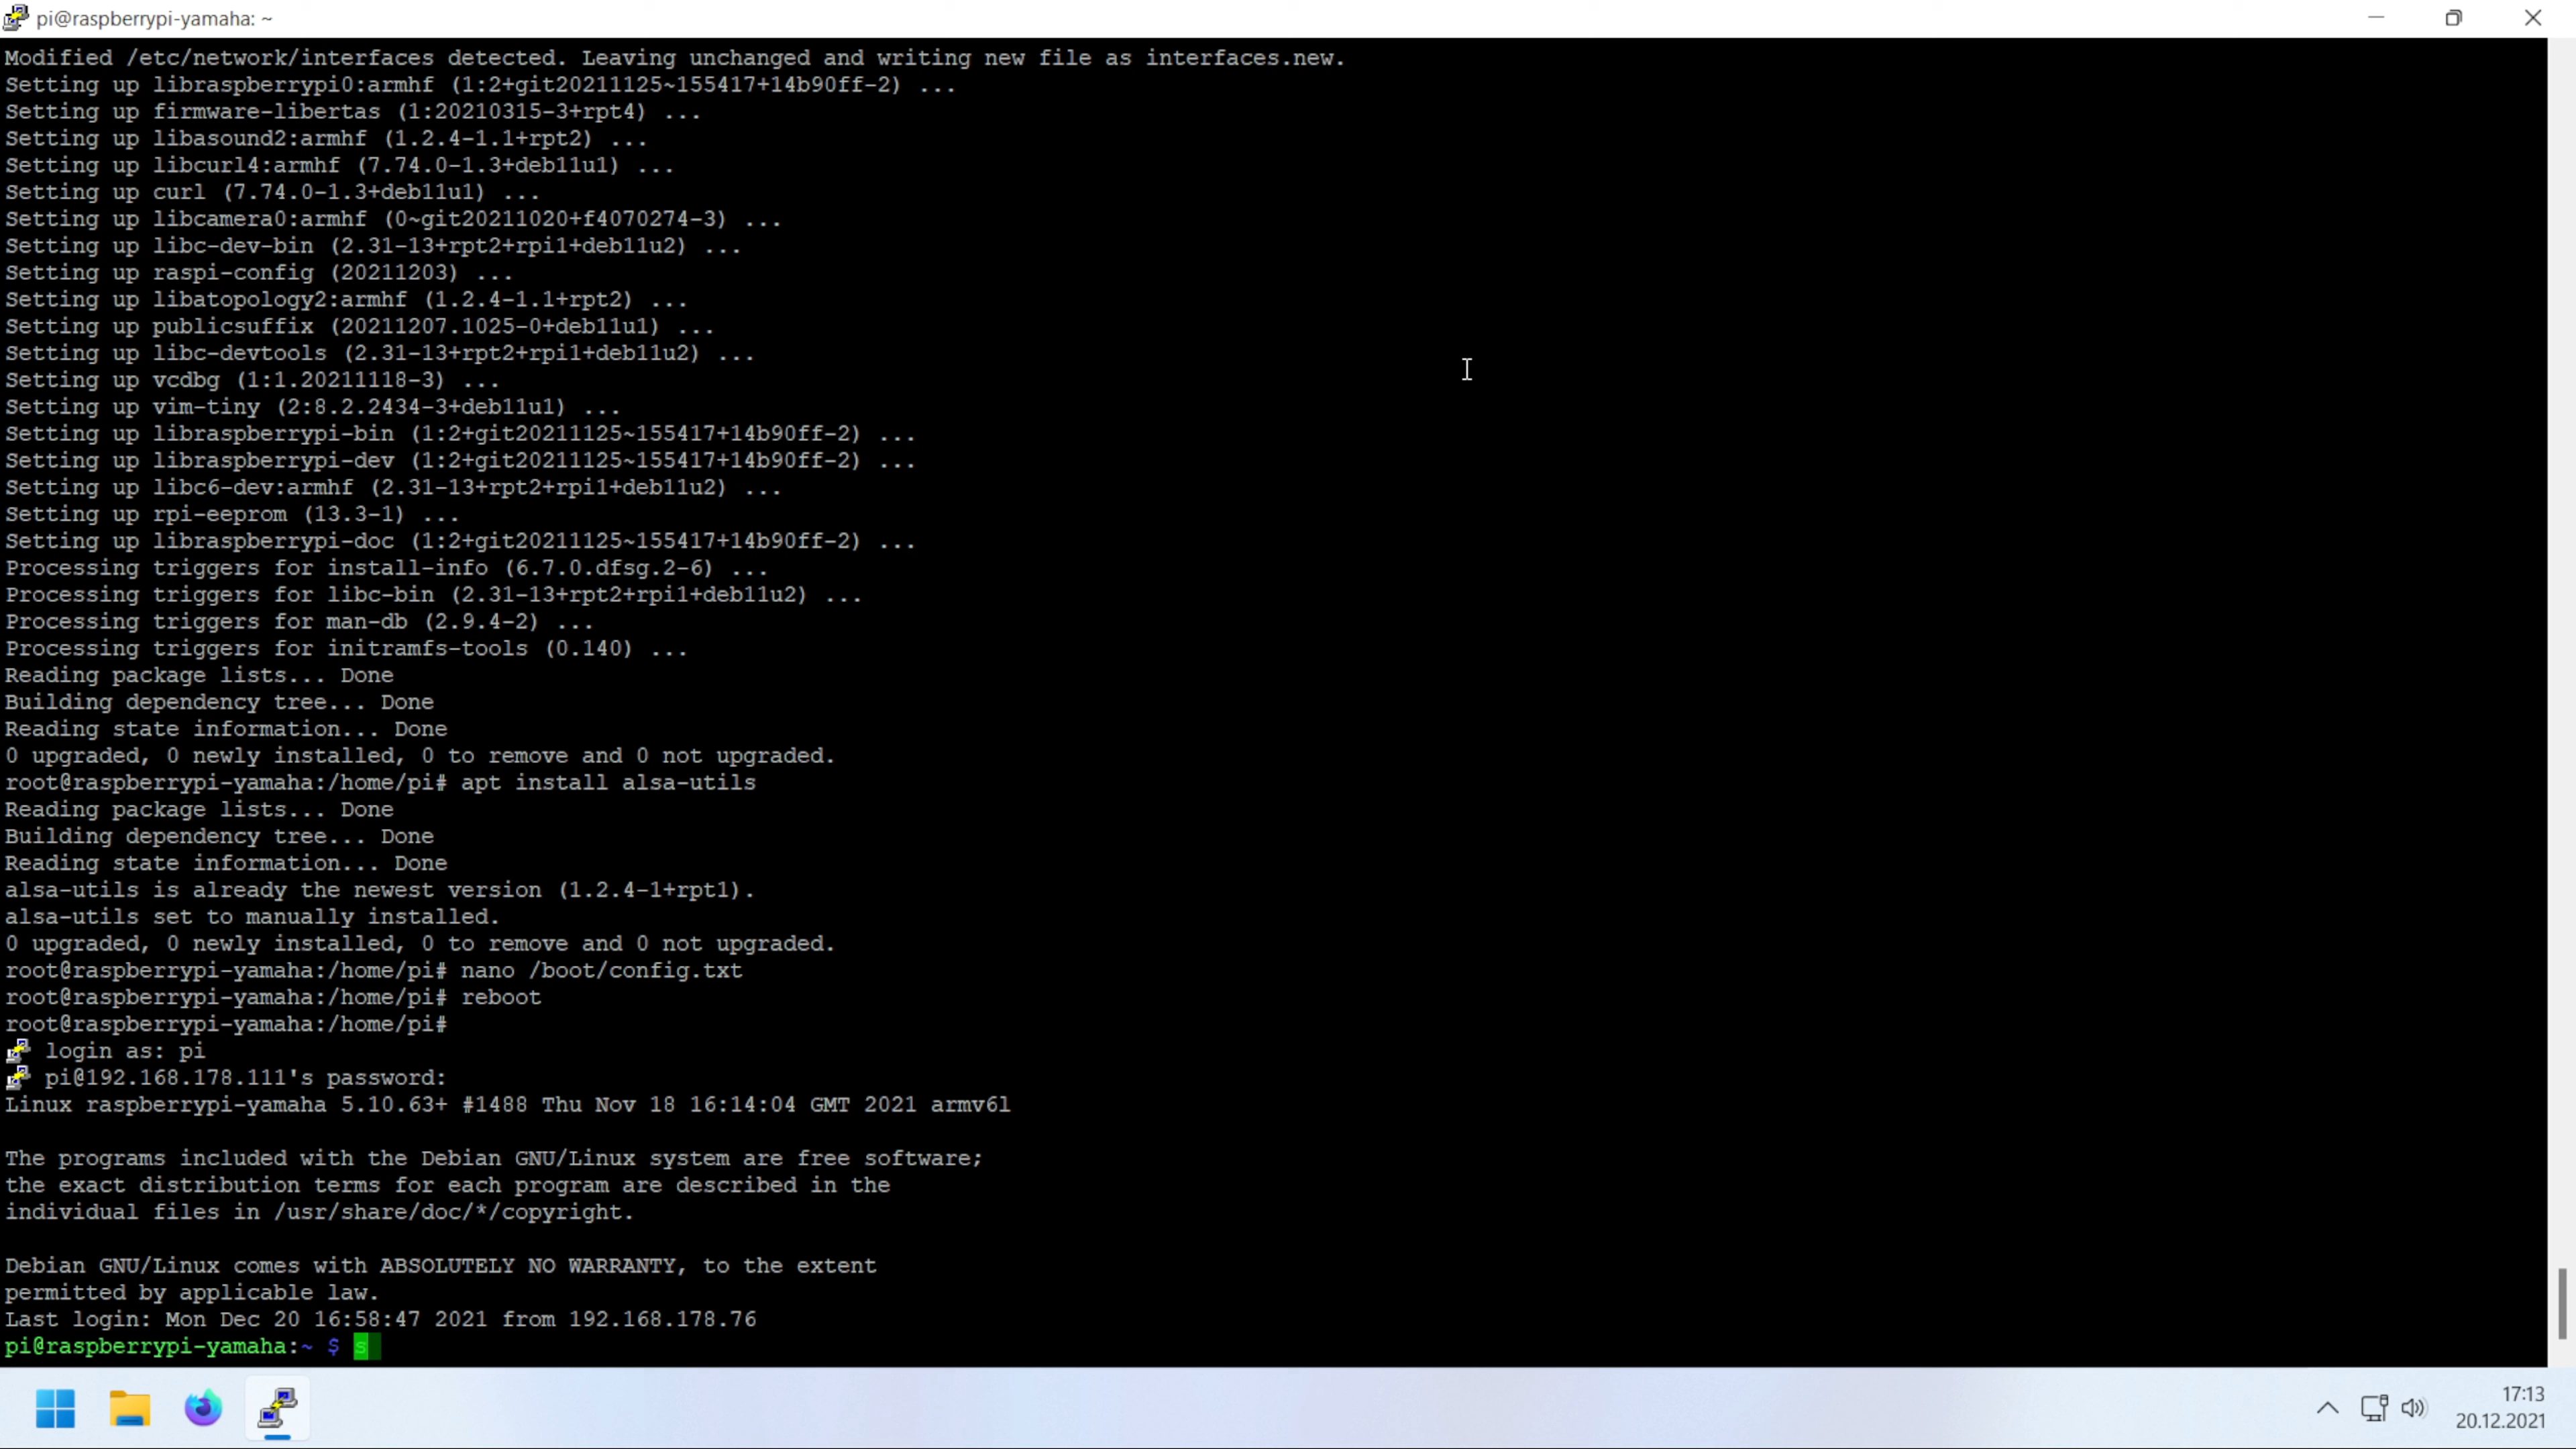 pi@raspberrypi-yamaha: ~
Modified /etc/network/interfaces detected. Leaving unchanged and writing new file as interfaces.new.
Setting up libraspberrypi0:armhf (1:2+git20211125~155417+14b90ff-2) ...
Setting up firmware-libertas (1:20210315-3+rpt4) ...
Setting up libasound2:armhf (1.2.4-1.1+rpt2) ...
Setting up libcurl4:armhf (7.74.0-1.3+deb11u1) ...
Setting up curl (7.74.0-1.3+deb11u1) ...
Setting up libcamera0:armhf (0~git20211020+f4070274-3) ...
Setting up libc-dev-bin (2.31-13+rpt2+rpi1+deb11u2) ...
Setting up raspi-config (20211203) ...
Setting up libatopology2:armhf (1.2.4-1.1+rpt2) ...
Setting up publicsuffix (20211207.1025-0+deb11u1) ...
Setting up libc-devtools (2.31-13+rpt2+rpi1+deb11u2) ...
Setting up vcdbg (1:1.20211118-3) ...
Setting up vim-tiny (2:8.2.2434-3+deb11u1) ...
Setting up libraspberrypi-bin (1:2+git20211125~155417+14b90ff-2) ...
Setting up libraspberrypi-dev (1:2+git20211125~155417+14b90ff-2) ...
Setting up libc6-dev:armhf (2.31-13+rpt2+rpi1+deb11u2) ...
Setting up rpi-eeprom (13.3-1) ...
Setting up libraspberrypi-doc (1:2+git20211125~155417+14b90ff-2) ...
Processing triggers for install-info (6.7.0.dfsg.2-6) ...
Processing triggers for libc-bin (2.31-13+rpt2+rpi1+deb11u2) ...
Processing triggers for man-db (2.9.4-2) ...
Processing triggers for initramfs-tools (0.140) ...
Reading package lists... Done
Building dependency tree... Done
Reading state information... Done
0 upgraded, 0 newly installed, 0 to remove and 0 not upgraded.
root@raspberrypi-yamaha:/home/pi# apt install alsa-utils
Reading package lists... Done
Building dependency tree... Done
Reading state information... Done
alsa-utils is already the newest version (1.2.4-1+rpt1).
alsa-utils set to manually installed.
0 upgraded, 0 newly installed, 0 to remove and 0 not upgraded.
root@raspberrypi-yamaha:/home/pi# nano /boot/config.txt
root@raspberrypi-yamaha:/home/pi# reboot
root@raspberrypi-yamaha:/home/pi#
login as: pi
pi@192.168.178.111's password:
Linux raspberrypi-yamaha 5.10.63+ #1488 Thu Nov 18 16:14:04 GMT 2021 armv6l
The programs included with the Debian GNU/Linux system are free software;
the exact distribution terms for each program are described in the
individual files in /usr/share/doc/*/copyright.
Debian GNU/Linux comes with ABSOLUTELY NO WARRANTY, to the extent
permitted by applicable law.
Last login: Mon Dec 20 16:58:47 2021 from 192.168.178.76
pi@raspberrypi-yamaha:~ $ s
17:13
20.12.2021